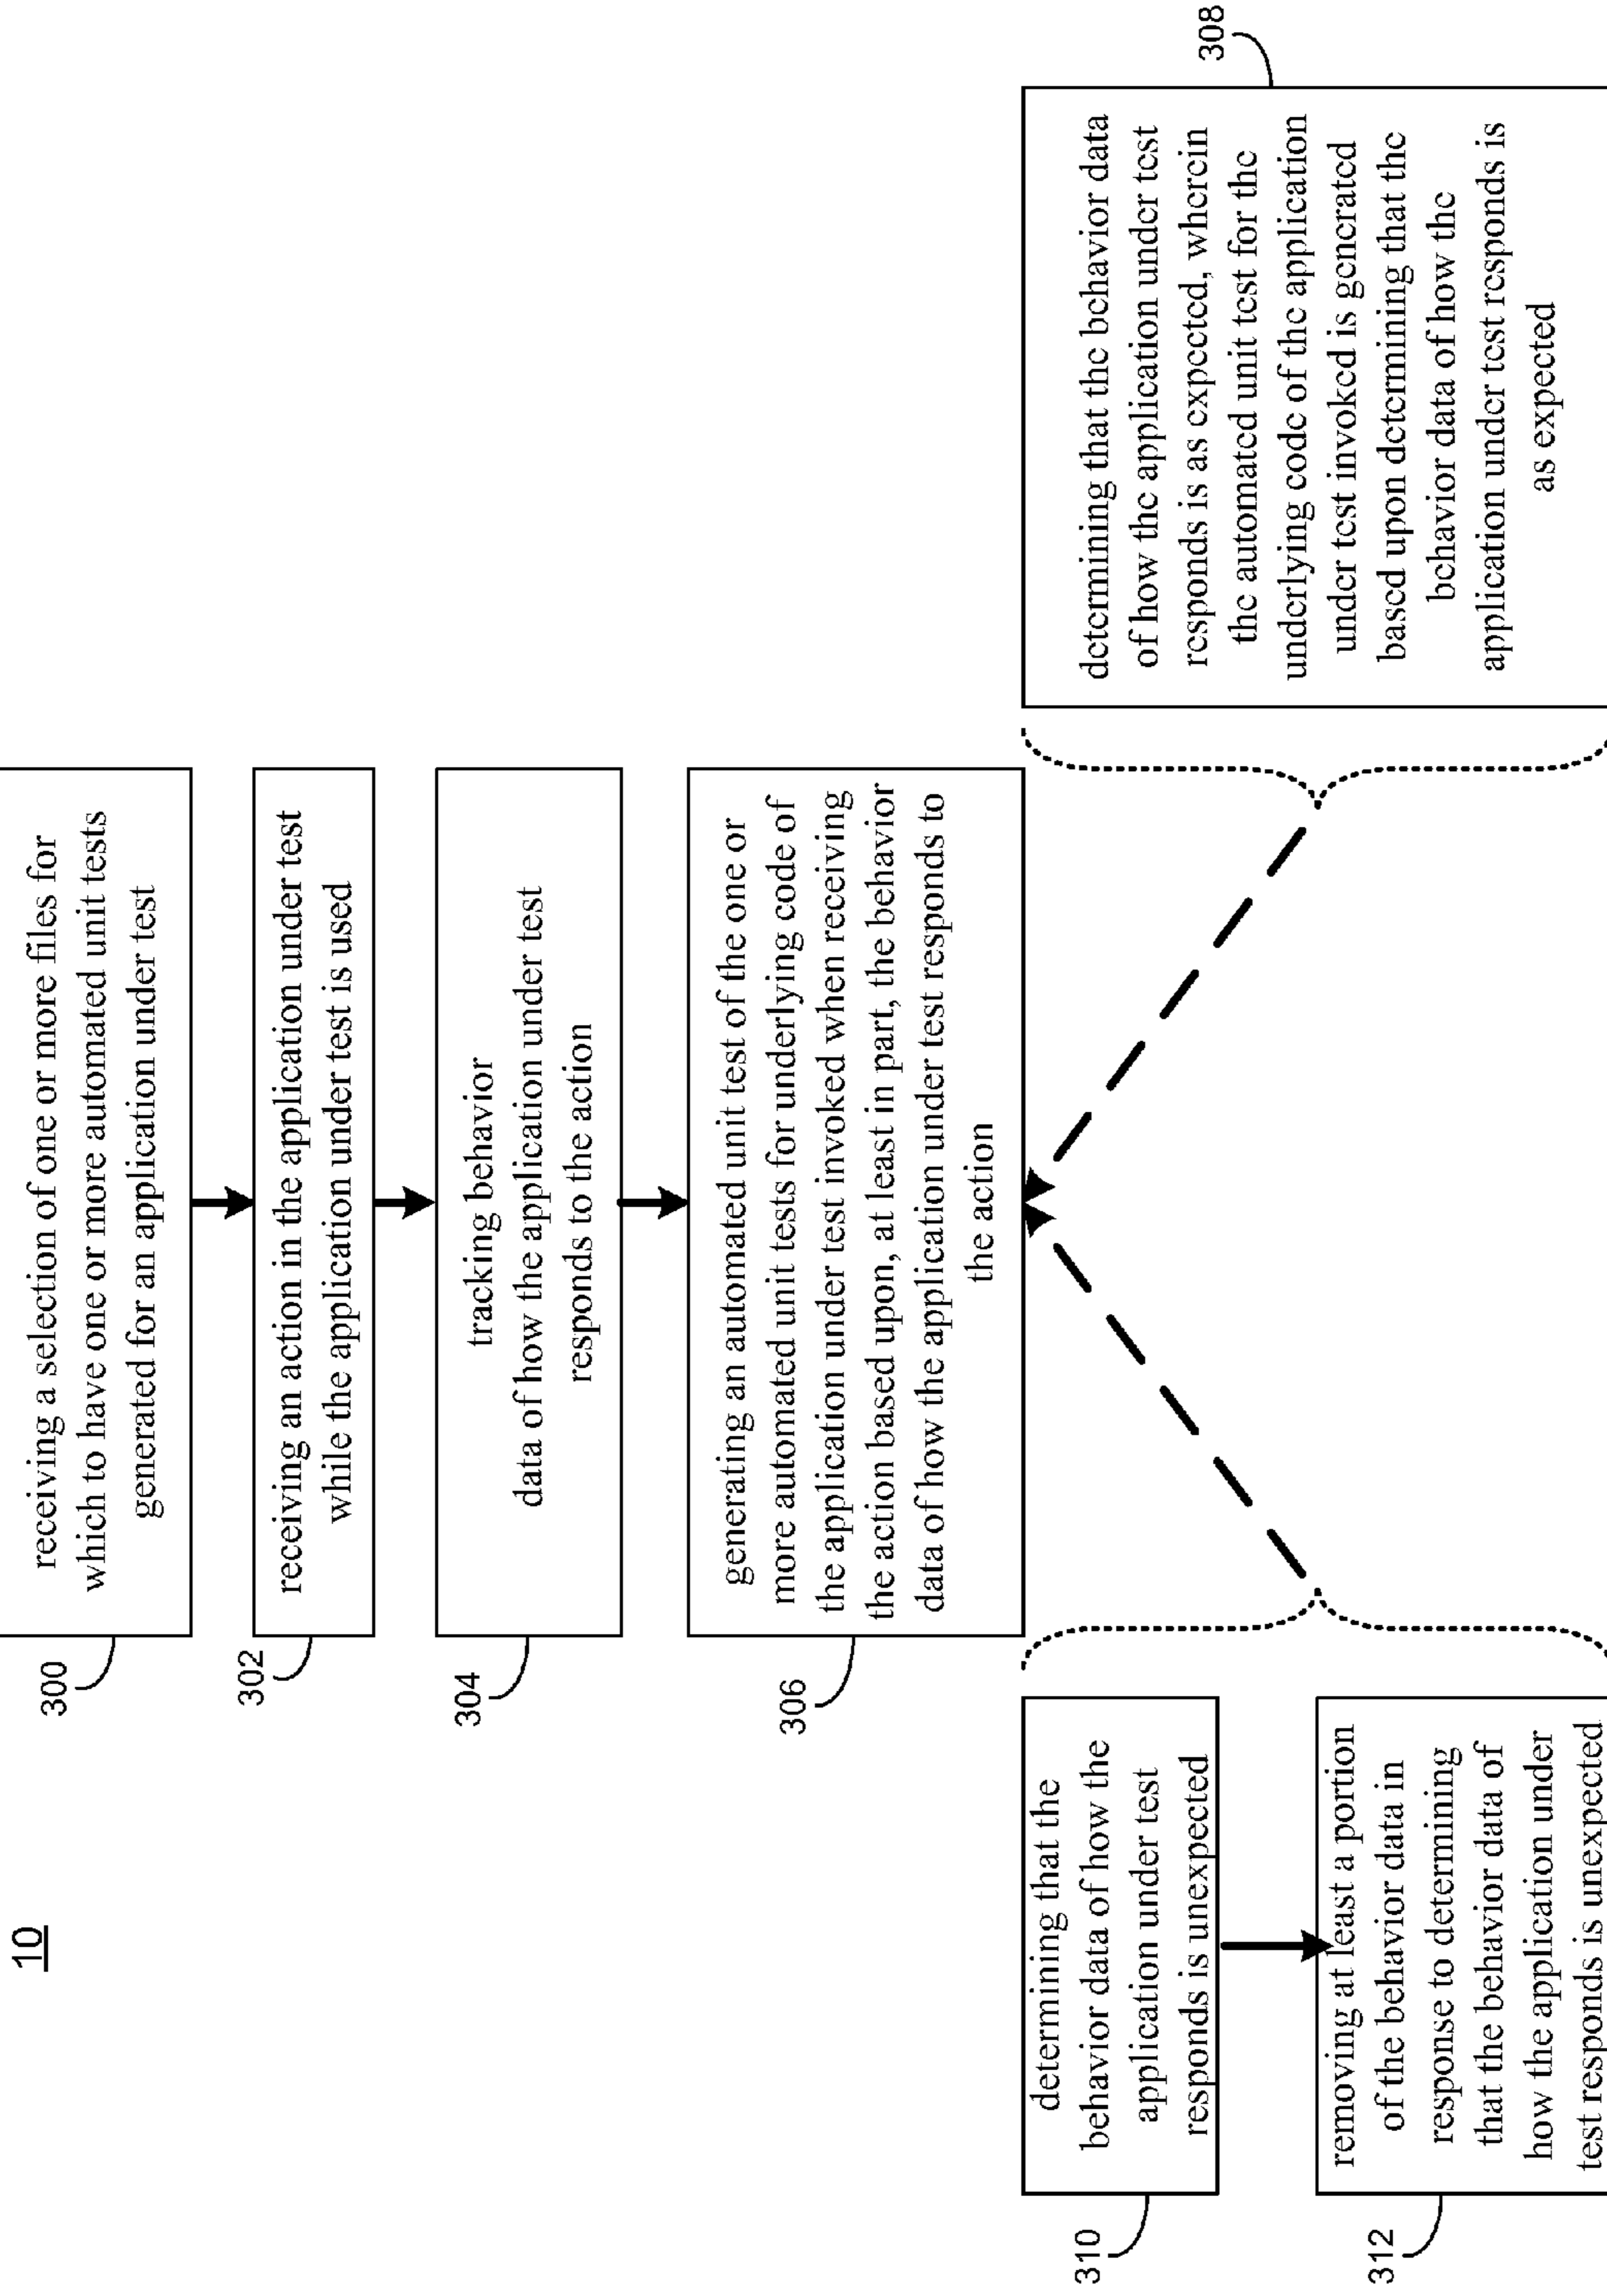 10
300
receiving a selection of one or more files for
which to have one or more automated unit tests
generated for an application under test
302
receiving an action in the application under test
while the application under test is used
304
tracking behavior
data of how the application under test
responds to the action
306
generating an automated unit test of the one or
more automated unit tests for underlying code of
the application under test invoked when receiving
the action based upon, at least in part, the behavior
data of how the application under test responds to
the action
310
determining that the
behavior data of how the
application under test
responds is unexpected
312
removing at least a portion
of the behavior data in
response to determining
that the behavior data of
how the application under
test responds is unexpected
308
determining that the behavior data
of how the application under test
responds is as expected, wherein
the automated unit test for the
underlying code of the application
under test invoked is generated
based upon determining that the
behavior data of how the
application under test responds is
as expected